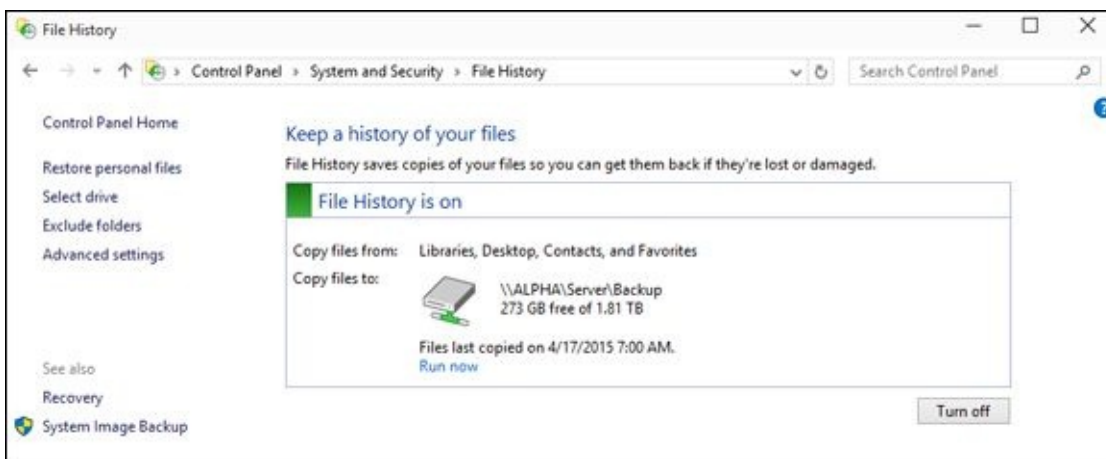 File History
Control Panel › System and Security › File History
Search Control Panel
?
Control Panel Home
Restore personal files
Select drive
Exclude folders
Advanced settings
See also
Recovery
System Image Backup
Keep a history of your files
File History saves copies of your files so you can get them back if they're lost or damaged.
File History is on
Copy files from: Libraries, Desktop, Contacts, and Favorites
Copy files to:
\\ALPHA\Server\Backup
273 GB free of 1.81 TB
Files last copied on 4/17/2015 7:00 AM.
Run now
Turn off